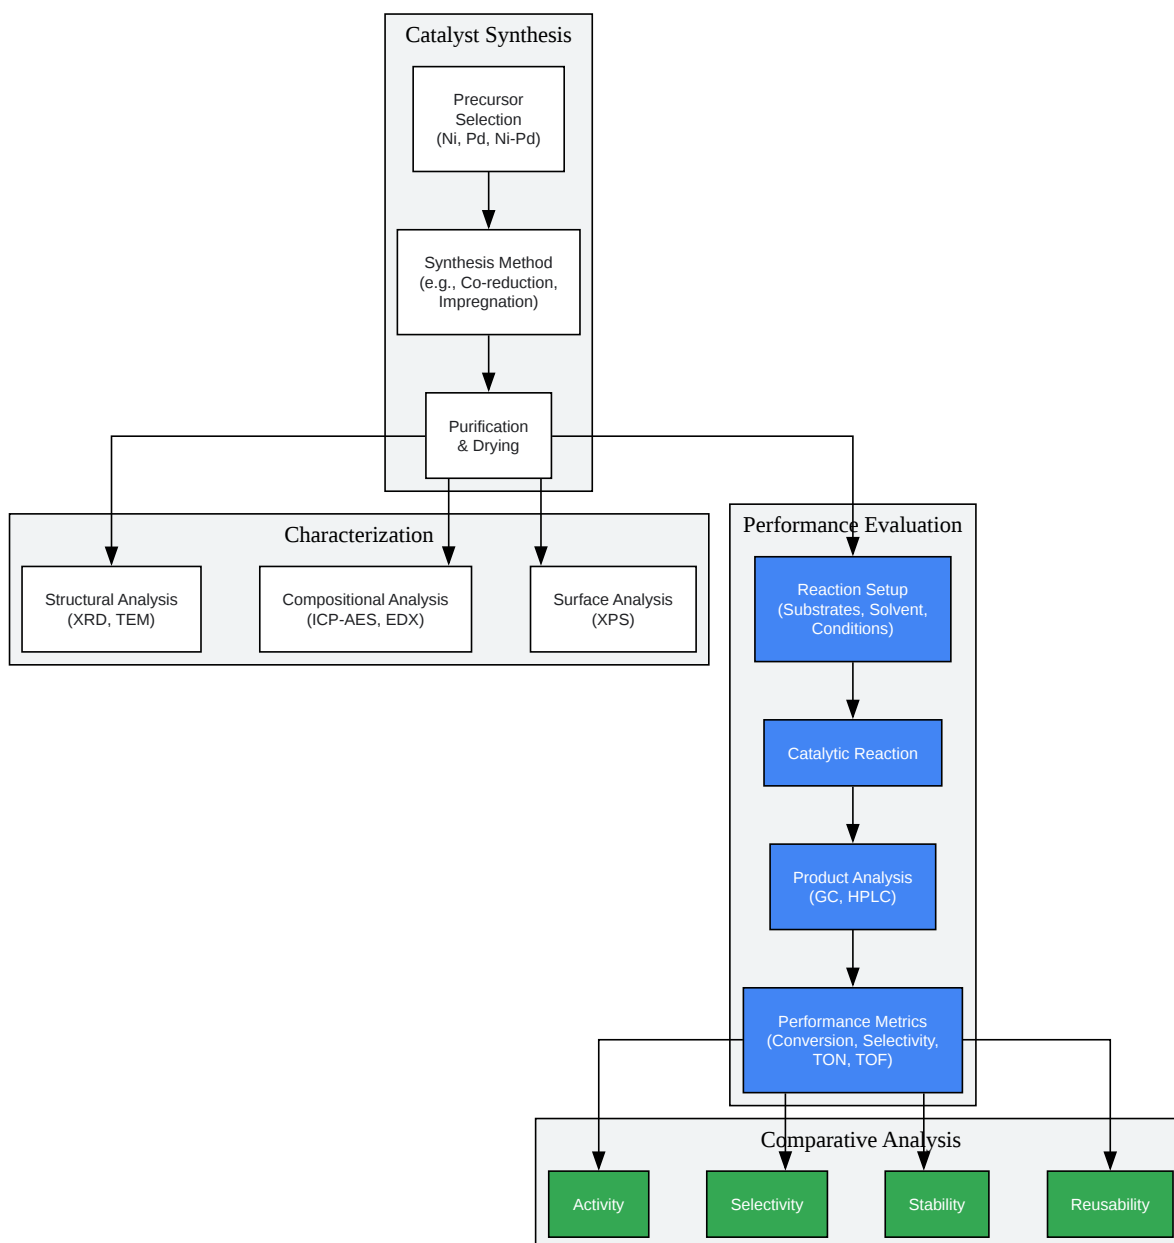 Catalyst Synthesis
Precursor
Selection
(Ni, Pd, Ni-Pd)
Synthesis Method
(e.g., Co-reduction,
Impregnation)
Purification
& Drying
Characterization
Structural Analysis
(XRD, TEM)
Compositional Analysis
(ICP-AES, EDX)
Surface Analysis
(XPS)
Performance Evaluation
Reaction Setup
(Substrates, Solvent,
Conditions)
Catalytic Reaction
Product Analysis
(GC, HPLC)
Performance Metrics
(Conversion, Selectivity,
TON, TOF)
Comparative Analysis
Activity
Selectivity
Stability
Reusability